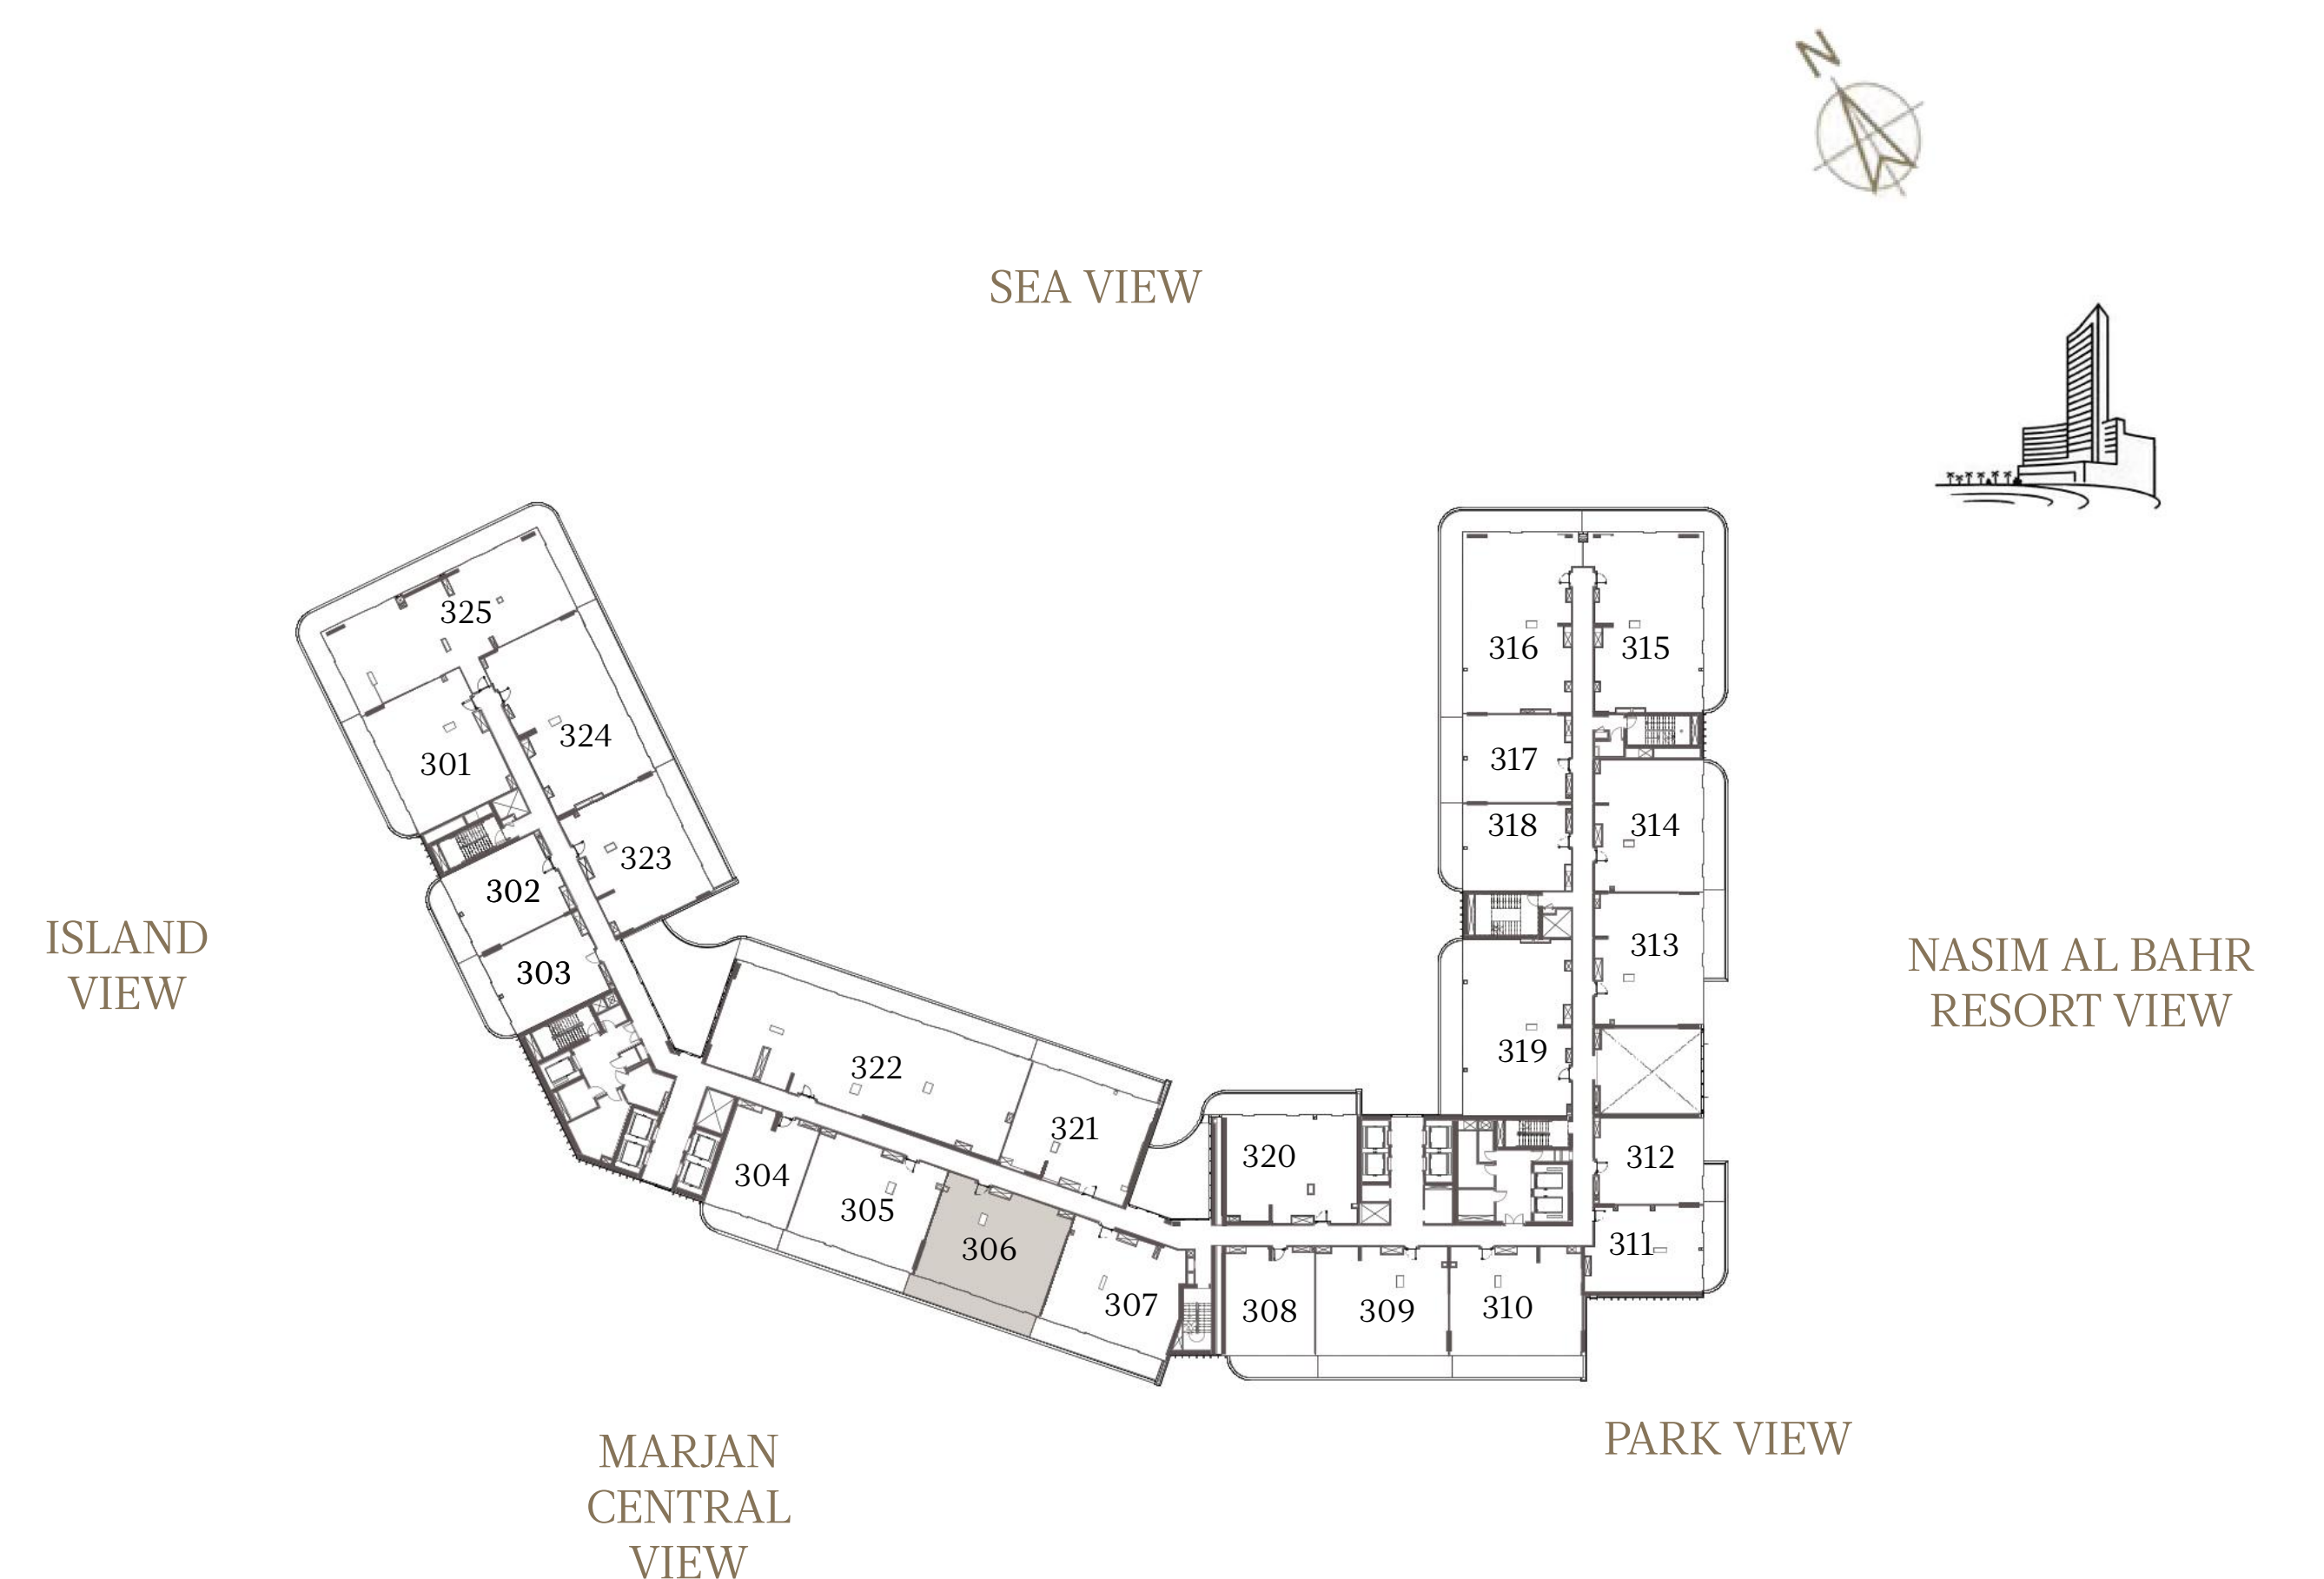 N
SEA VIEW
325
316
315
324
301
317
318
314
323
302
313
303
ISLAND
VIEW
NASIM AL BAHR
RESORT VIEW
319
322
321
320
312
304
305
306
311
307
308
309
310
PARK VIEW
MARJAN
CENTRAL
VIEW